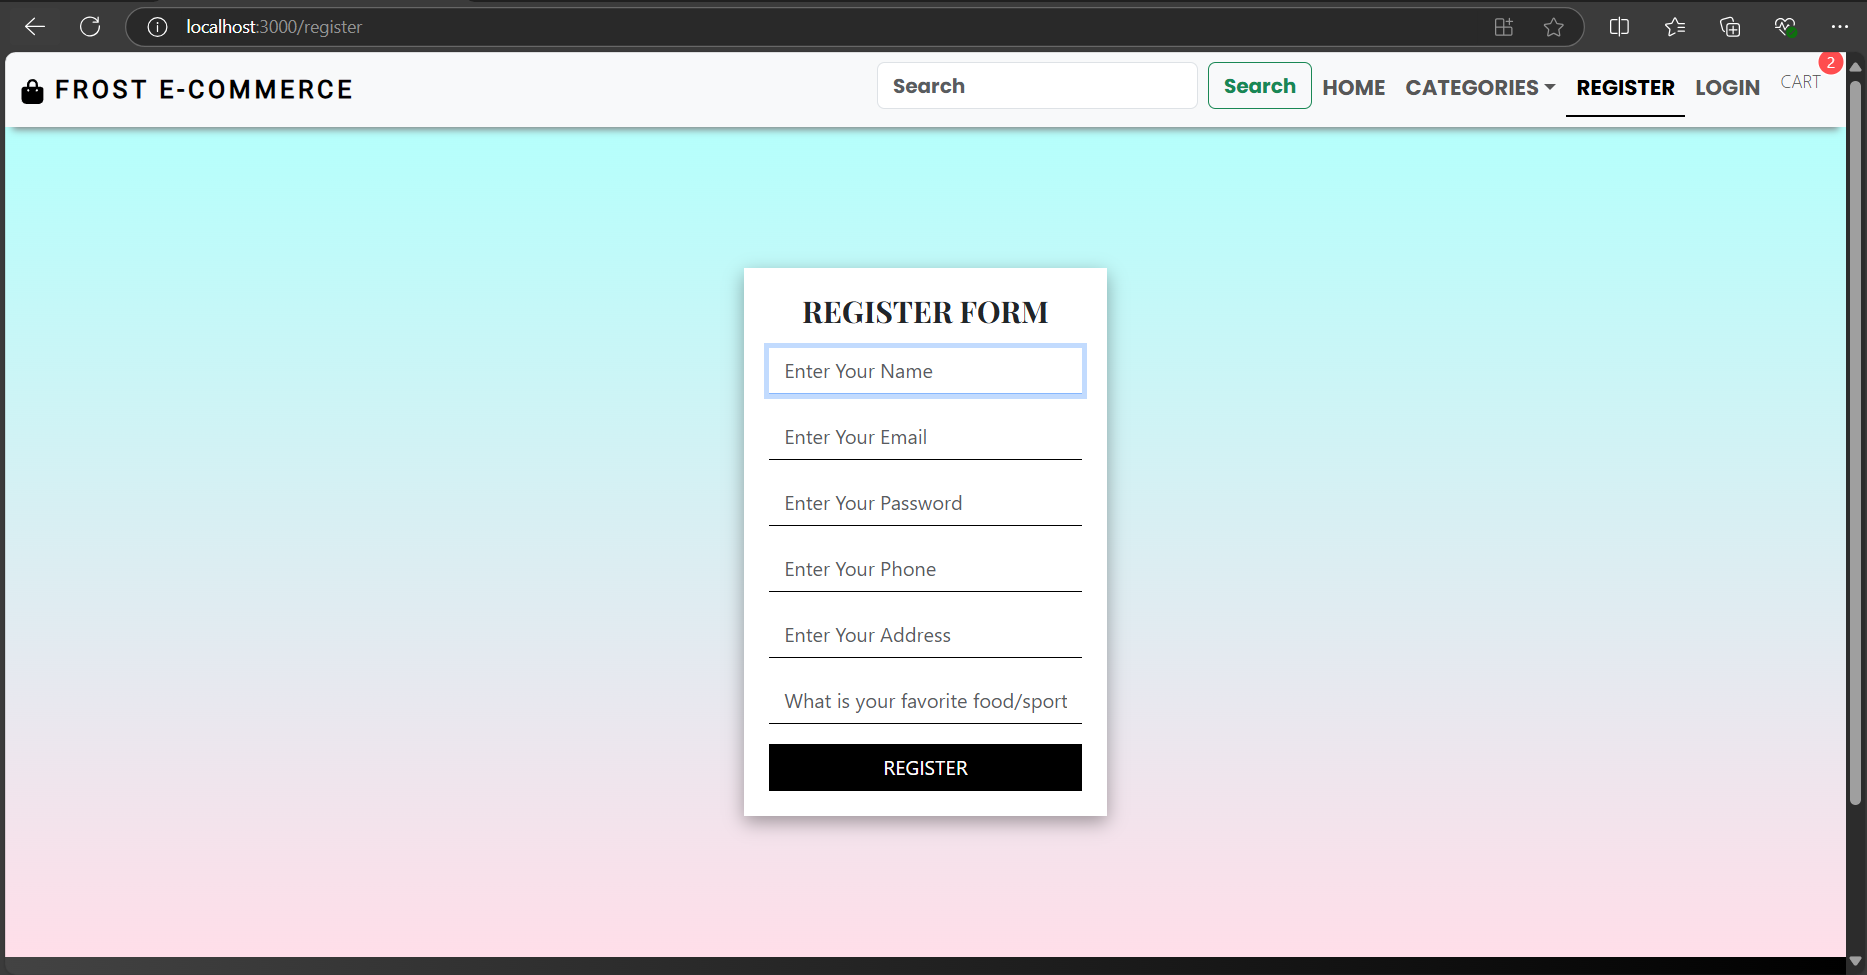 localhost:3000/register
FROST E-COMMERCE
Search
Search
HOME
CATEGORIES
REGISTER
LOGIN
CART
2
REGISTER FORM
Enter Your Name
Enter Your Email
Enter Your Password
Enter Your Phone
Enter Your Address
What is your favorite food/sport
REGISTER